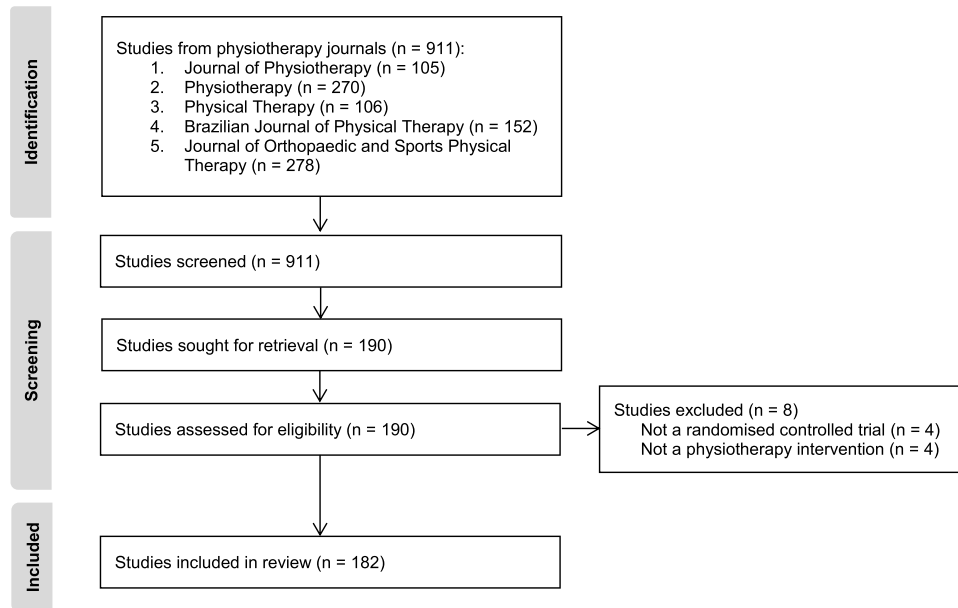 Identification
Studies from physiotherapy journals (n = 911):
1. Journal of Physiotherapy (n = 105)
2. Physiotherapy (n = 270)
3. Physical Therapy (n = 106)
4. Brazilian Journal of Physical Therapy (n = 152)
5. Journal of Orthopaedic and Sports Physical
Therapy (n = 278)
Screening
Studies screened (n = 911)
Studies sought for retrieval (n = 190)
Studies assessed for eligibility (n = 190)
Studies excluded (n = 8)
Not a randomised controlled trial (n = 4)
Not a physiotherapy intervention (n = 4)
Included
Studies included in review (n = 182)